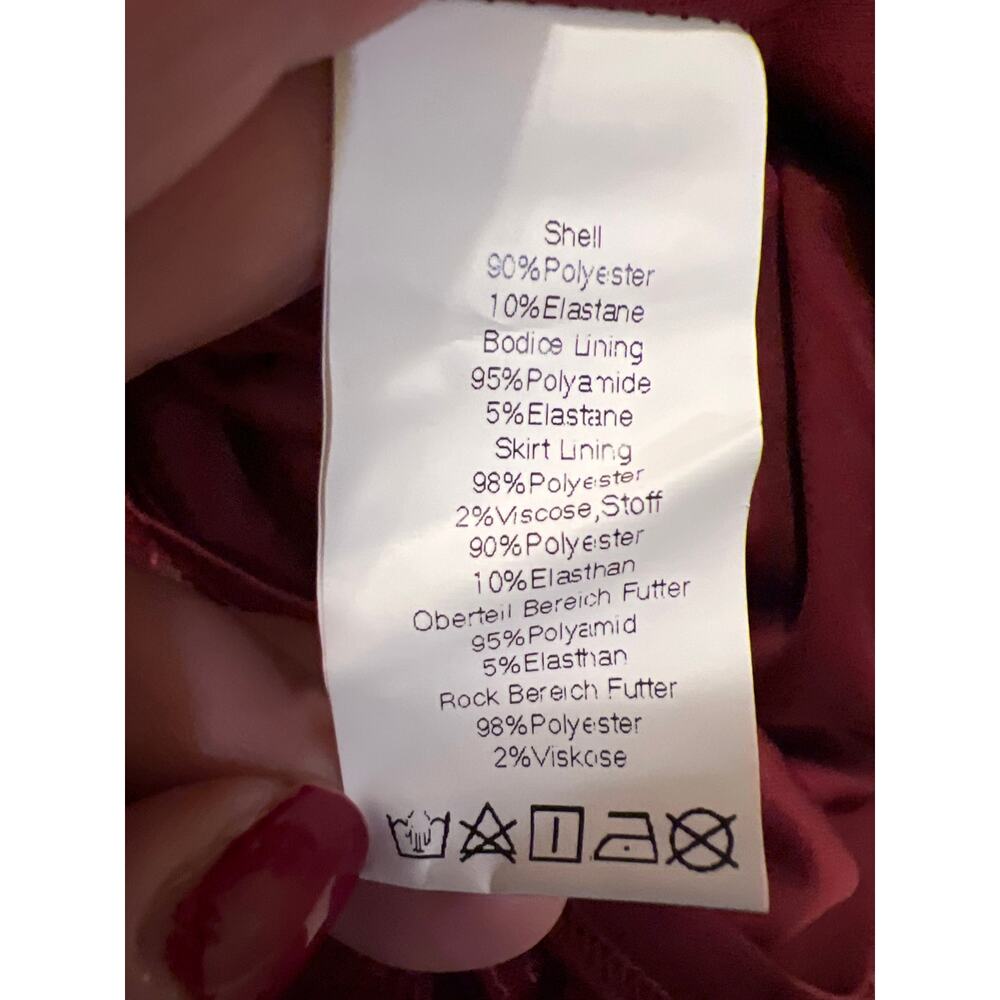 Shell
90%Polyester
10%Elastane
Bodice Lining
95%Polyamide
5%Elastane
Skirt Lining
98%Polyester
2%Viscose,Stoff
90%Polyester
10%Elasthan
Oberteil Bereich Futter
95%Polyamid
5%Elasthan
Rock Bereich Futter
98%Polyester
2%Viskose